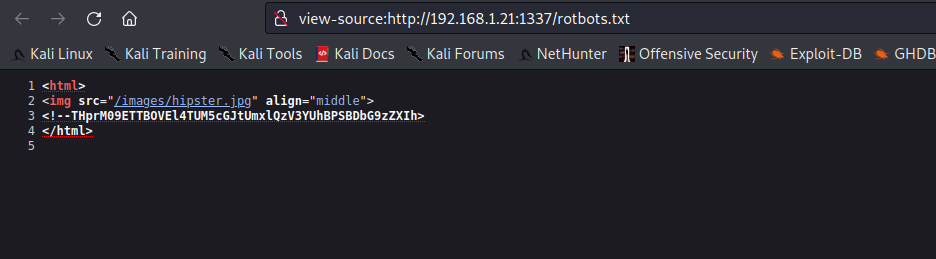 view-source:http://192.168.1.21:1337/rotbots.txt
Kali Linux Kali Training Kali Tools Kali Docs Kali Forums NetHunter Offensive Security Exploit-DB GHDB
1 <html>
2 <img src="/images/hipster.jpg" align="middle">
3 <!--THprM09ETTBOVEl4TUM5cGJtUmxlQzV3YUhBPSBDbG9zZXIh>
4 </html>
5